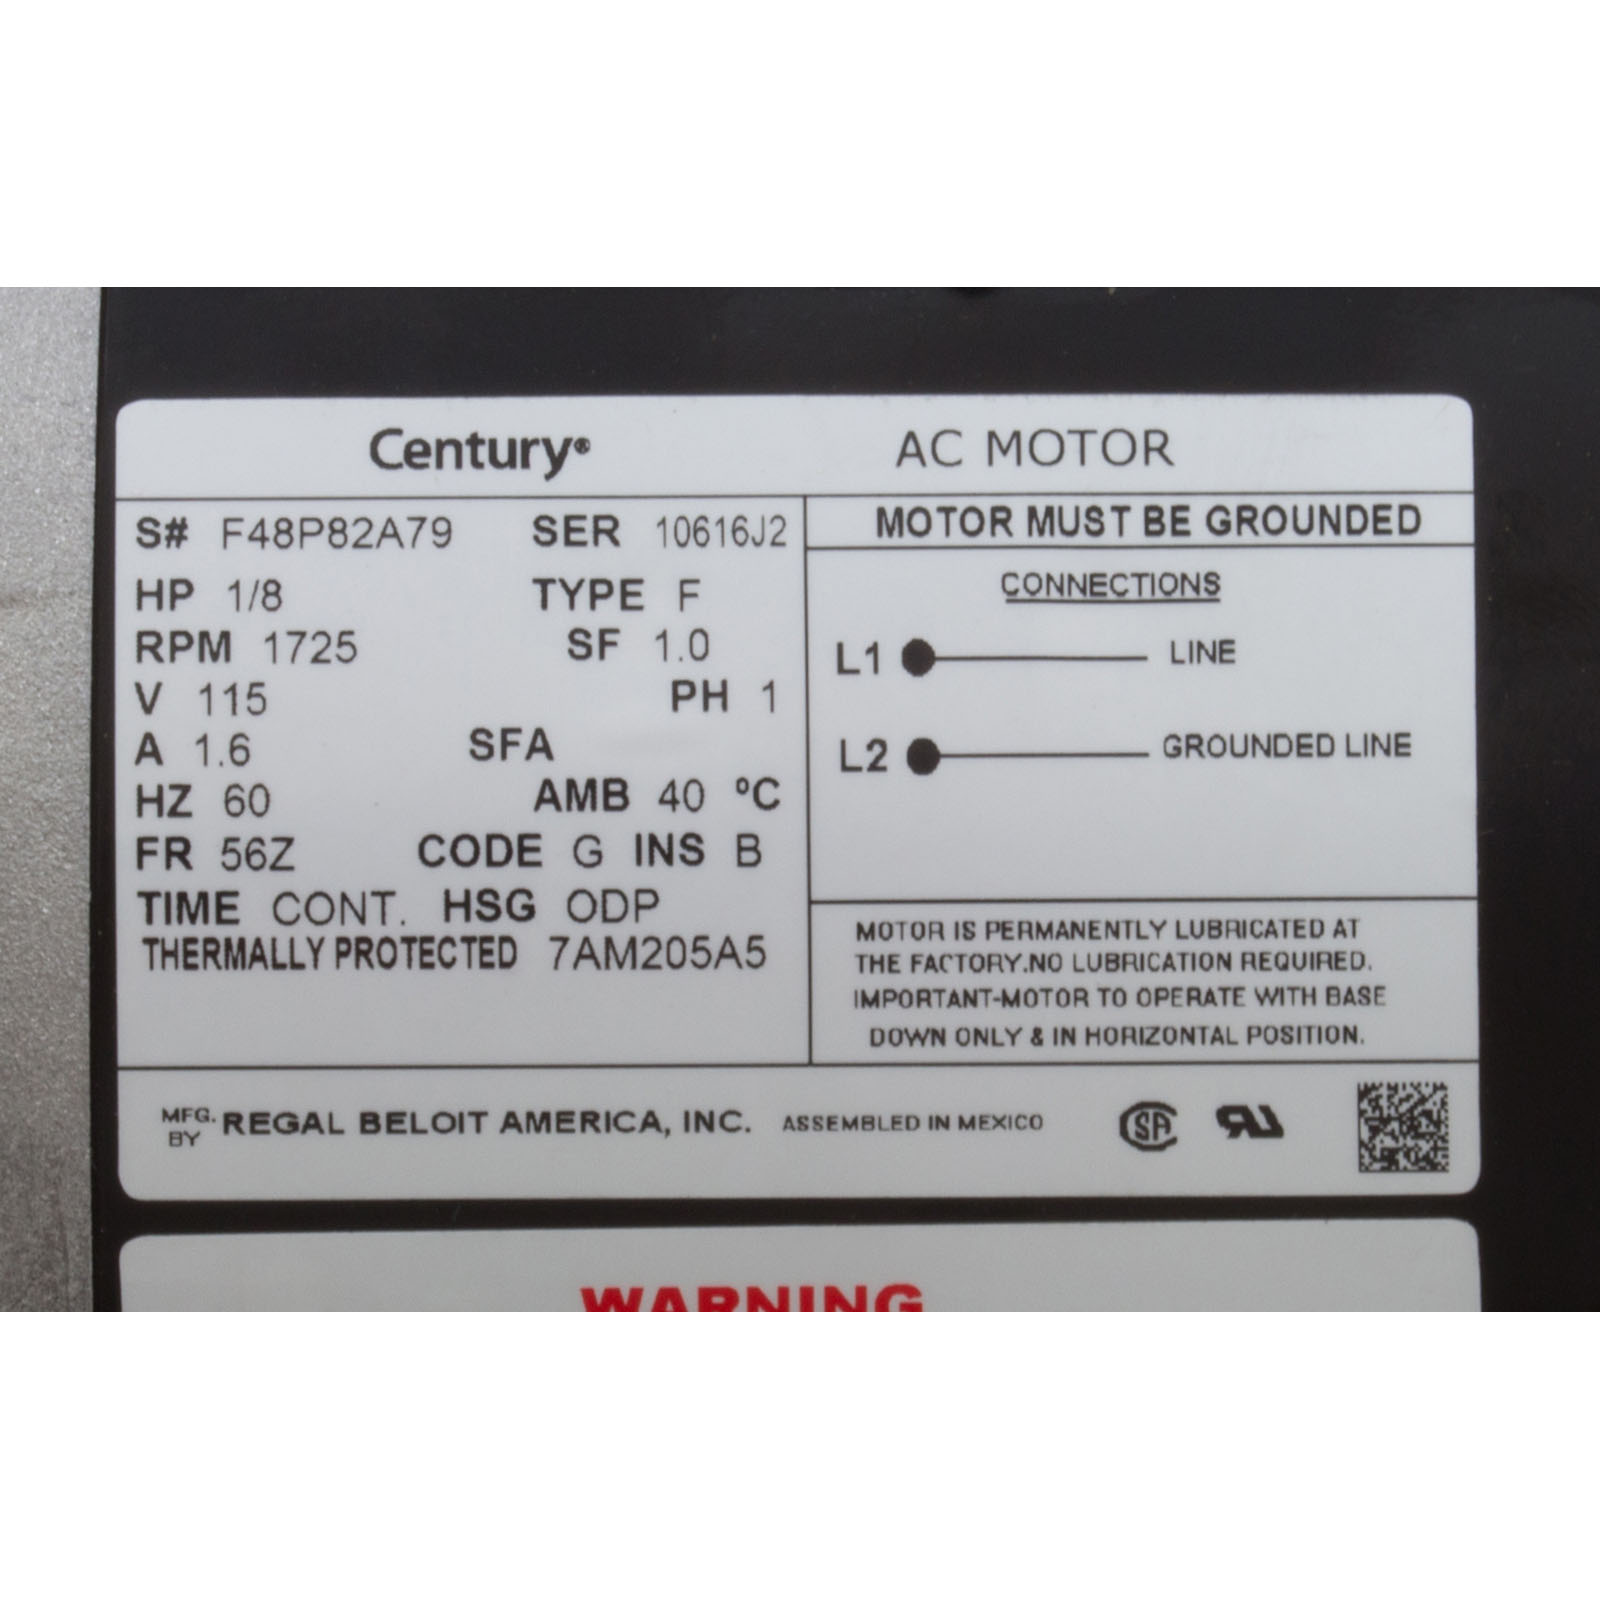 Century® AC MOTOR
S# F48P82A79 SER 10616J2
HP 1/8 TYPE F
RPM 1725 SF 1.0
V 115 PH 1
A 1.6 SFA
HZ 60 AMB 40 ºC
FR 56Z CODE G INS B
TIME CONT. HSG ODP
THERMALLY PROTECTED 7AM205A5
MOTOR MUST BE GROUNDED
CONNECTIONS
L1 LINE
L2 GROUNDED LINE
MOTOR IS PERMANENTLY LUBRICATED AT
THE FACTORY.NO LUBRICATION REQUIRED.
IMPORTANT-MOTOR TO OPERATE WITH BASE
DOWN ONLY & IN HORIZONTAL POSITION.
MFG. BY REGAL BELOIT AMERICA, INC. ASSEMBLED IN MEXICO
WARNING